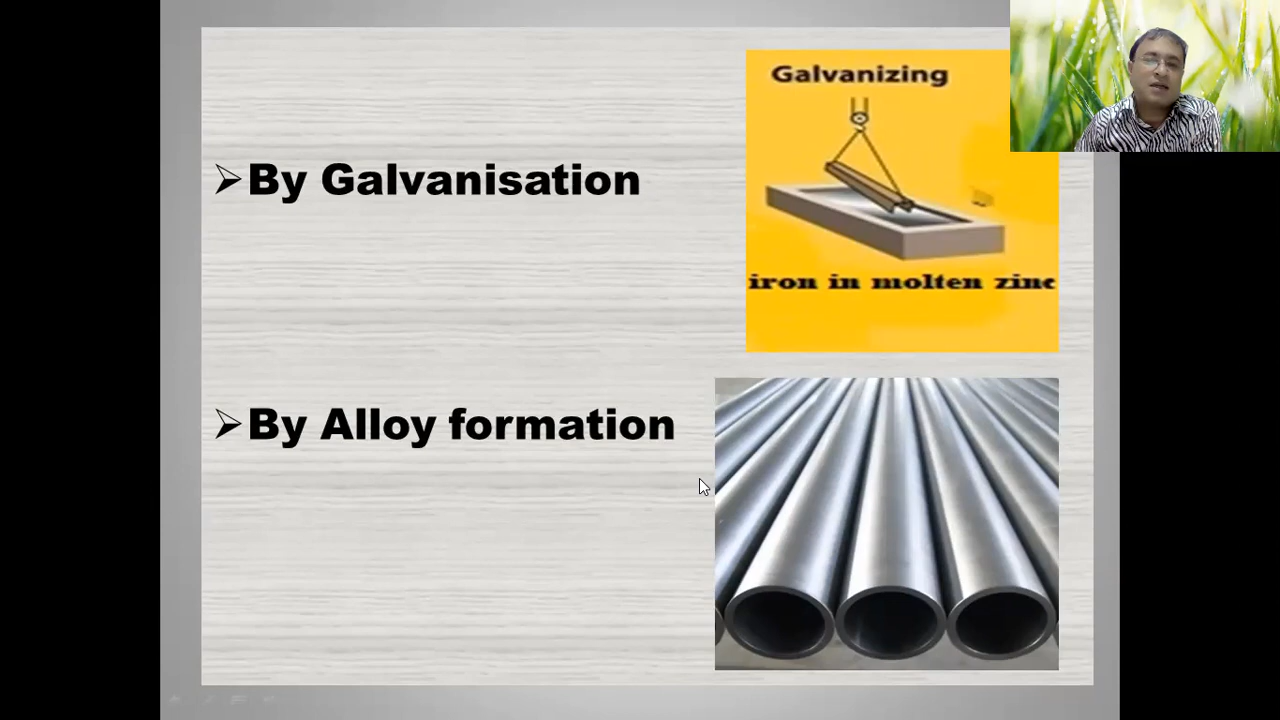 Galvanizing
➢By Galvanisation
iron in molten zinc
➢By Alloy formation